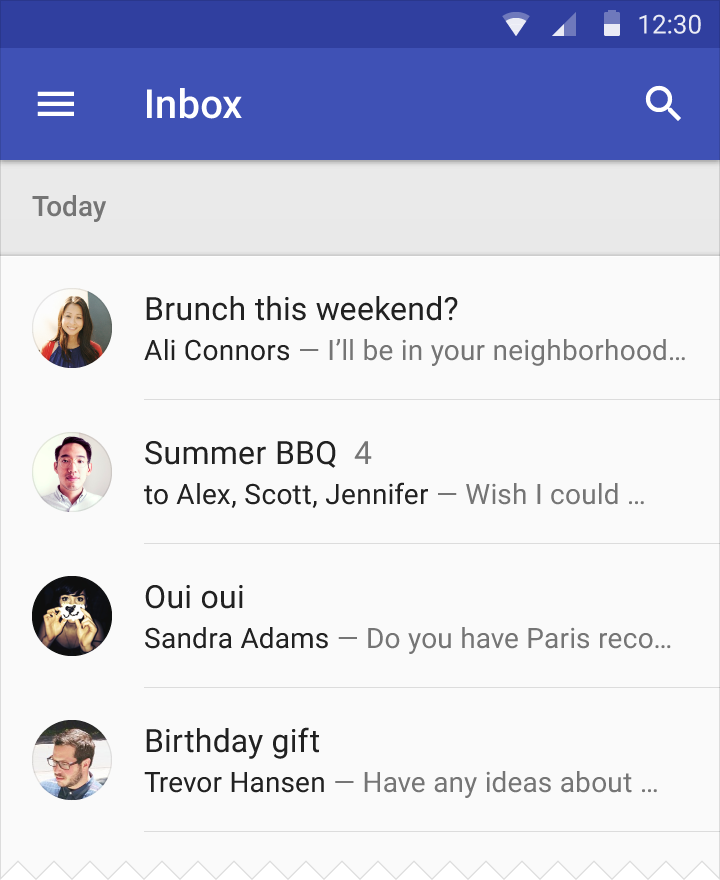 12:30
Inbox
Today
Brunch this weekend?
Ali Connors — I’ll be in your neighborhood…
Summer BBQ 4
to Alex, Scott, Jennifer — Wish I could …
Oui oui
Sandra Adams — Do you have Paris reco…
Birthday gift
Trevor Hansen — Have any ideas about …